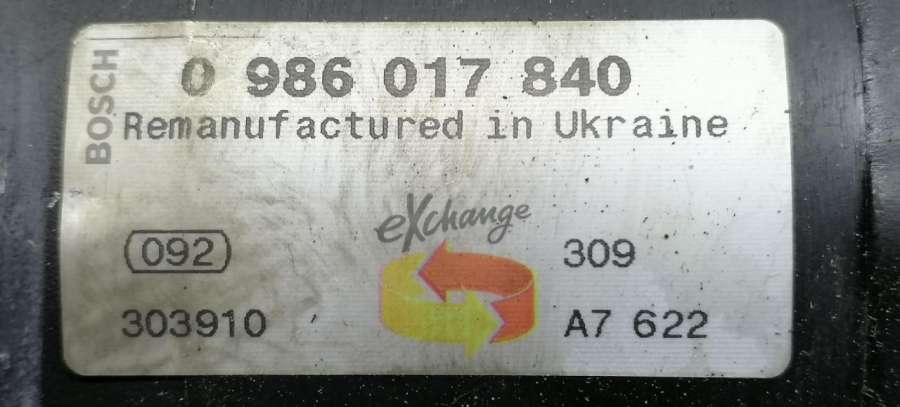 BOSCH
0 986 017 840
Remanufactured in Ukraine
eXchange
092
309
303910
A7 622